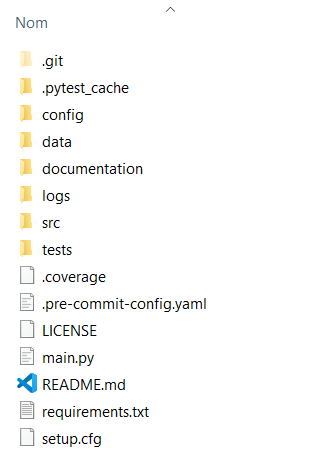 Nom
.git
.pytest_cache
config
data
documentation
logs
src
tests
.coverage
.pre-commit-config.yaml
LICENSE
main.py
README.md
requirements.txt
setup.cfg